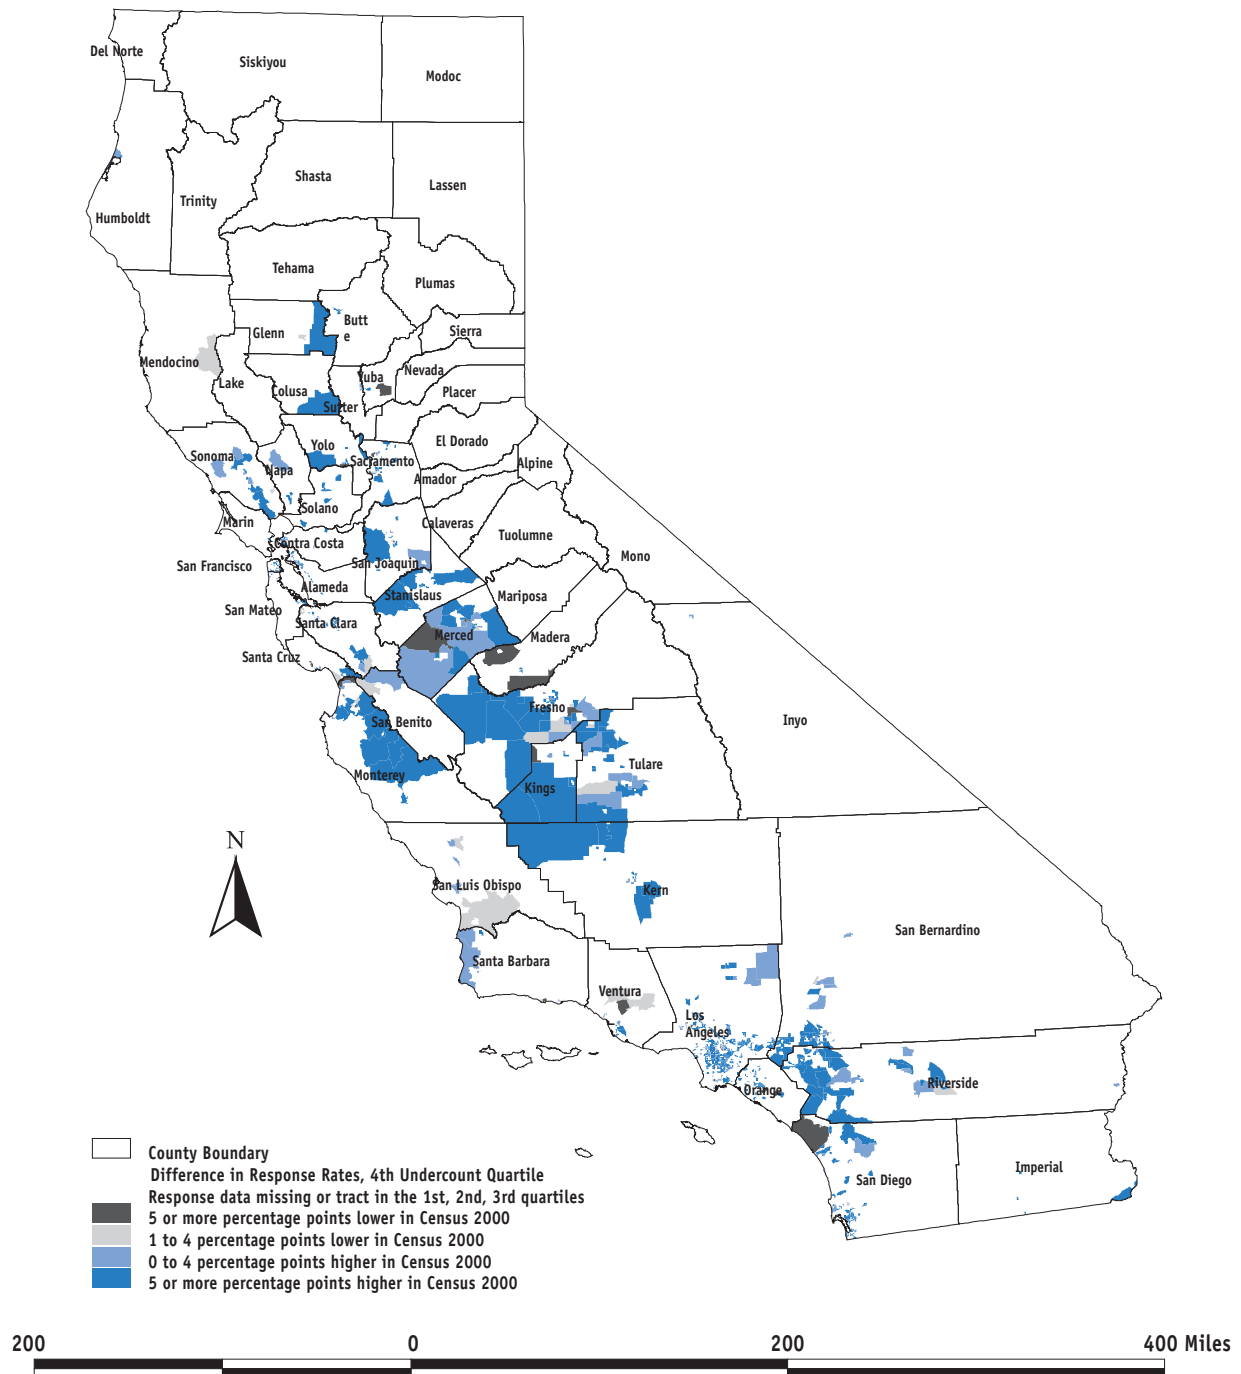 Del Norte
Siskiyou
Modoc
Shasta
Lassen
Trinity
Humboldt
Tehama
Plumas
Butt
e
Glenn
Sierra
Mendocino
Lake
Yuba
Nevada
Colusa
Placer
Sutter
Yolo
El Dorado
Sonoma
Napa
Sacramento
Alpine
Amador
Solano
Marin
Calaveras
Tuolumne
Contra Costa
Mono
San Francisco
San Joaquin
Alameda
Stanislaus
Mariposa
San Mateo
Santa Clara
Merced
Madera
Santa Cruz
Fresno
San Benito
Inyo
Tulare
Monterey
Kings
N
San Luis Obispo
Kern
San Bernardino
Santa Barbara
Ventura
Los
Angeles
Orange
Riverside
San Diego
Imperial
County Boundary
Difference in Response Rates, 4th Undercount Quartile
Response data missing or tract in the 1st, 2nd, 3rd quartiles
5 or more percentage points lower in Census 2000
1 to 4 percentage points lower in Census 2000
0 to 4 percentage points higher in Census 2000
5 or more percentage points higher in Census 2000
200 0 200 400 Miles